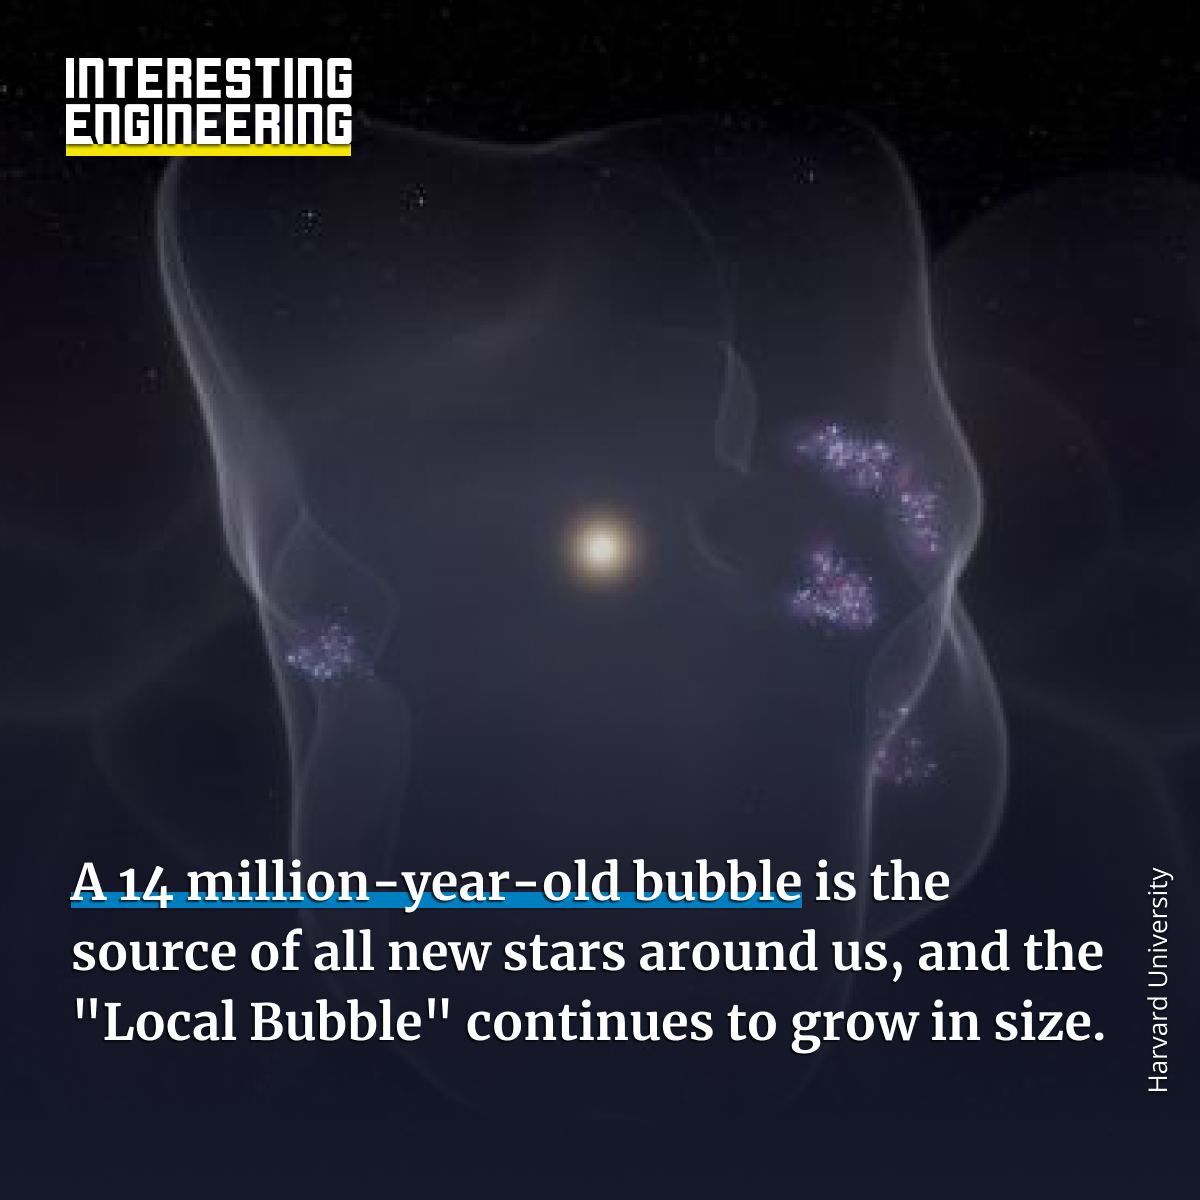 INTERESTING
ENGINEERING
A 14 million-year-old bubble is the
source of all new stars around us, and the
"Local Bubble" continues to grow in size.
Harvard University